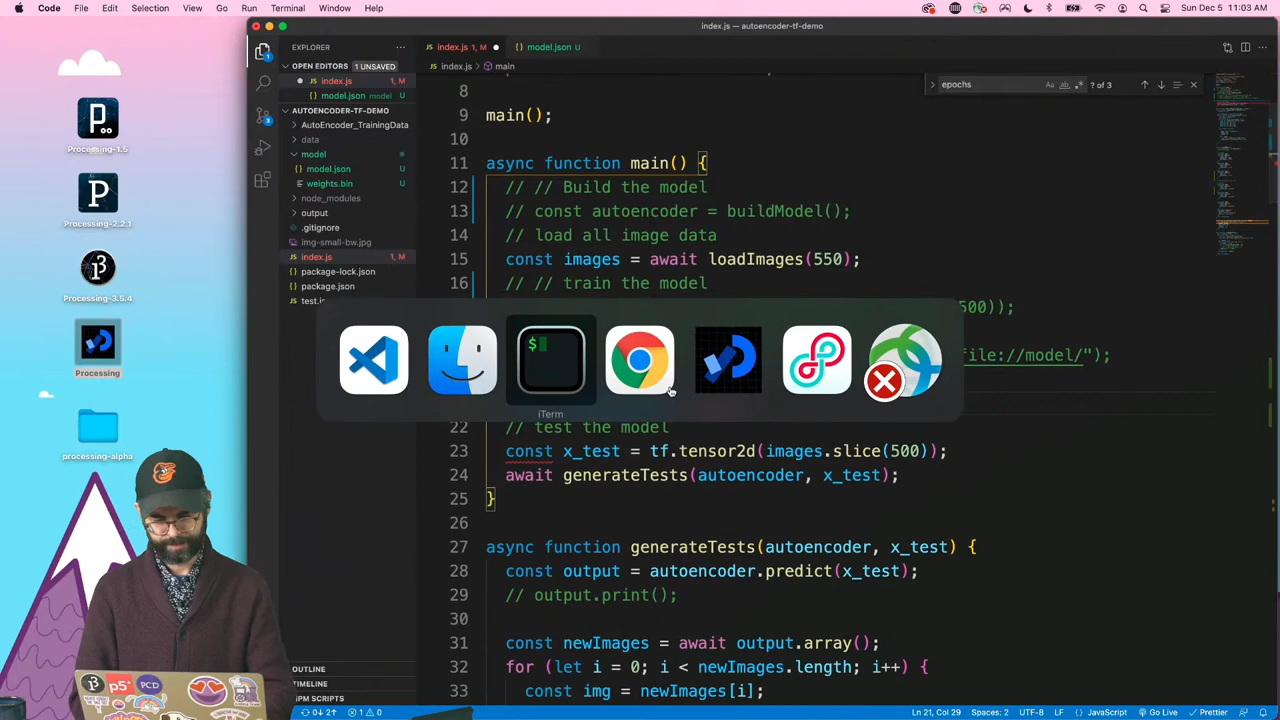 Code File Edit Selection View Go Run Terminal Window Help Sun Dec 5 11:03 AM
index.js — autoencoder-tf-demo
EXPLORER
index.js 1, M
model.json U
OPEN EDITORS 1 UNSAVED
index.js > main
index.js 1, M
model.json model U
epochs
? of 3
AUTOENCODER-TF-DEMO
AutoEncoder_TrainingData
data
model
model.json U
weights.bin U
node_modules
output
.gitignore
img-small-bw.jpg
index.js 1, M
package-lock.json
package.json
8
9 main();
10
11 async function main() {
12 // // Build the model
13 // const autoencoder = buildModel();
14 // load all image data
15 const images = await loadImages(550);
16 // // train the model
500));
file://model/");
22 // test the model
23 const x_test = tf.tensor2d(images.slice(500));
24 await generateTests(autoencoder, x_test);
25 }
26
27 async function generateTests(autoencoder, x_test) {
28 const output = autoencoder.predict(x_test);
29 // output.print();
30
31 const newImages = await output.array();
32 for (let i = 0; i < newImages.length; i++) {
33 const img = newImages[i];
$
iTerm
Processing-1.5
Processing-2.2.1
Processing-3.5.4
Processing
processing-alpha
OUTLINE
TIMELINE
NPM SCRIPTS
0↓ 2↑ 1 0
Ln 21, Col 29 Spaces: 2 UTF-8 LF JavaScript Go Live Prettier
p5*
PCD